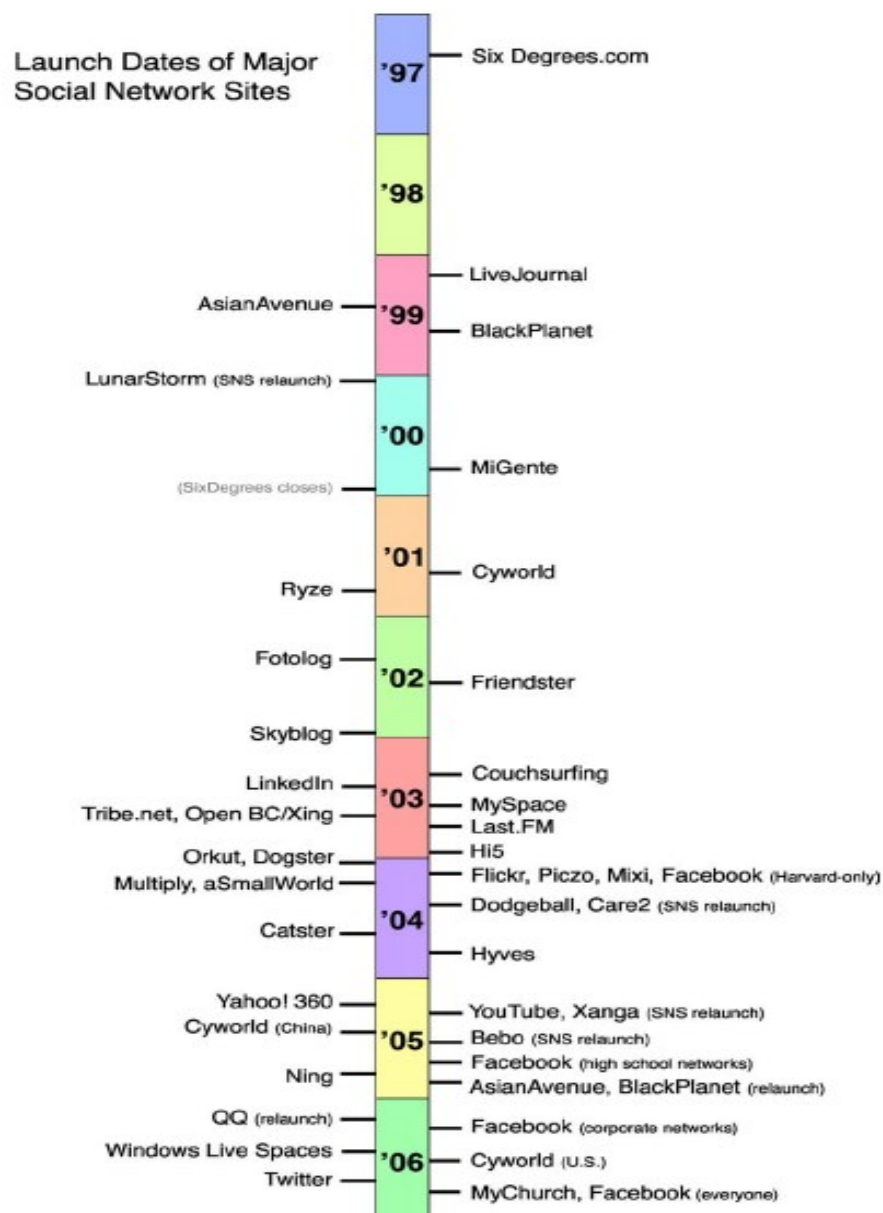 Launch Dates of Major
Social Network Sites
'97
Six Degrees.com
'98
LiveJournal
AsianAvenue
'99
BlackPlanet
LunarStorm (SNS relaunch)
'00
MiGente
(SixDegrees closes)
'01
Cyworld
Ryze
Fotolog
'02
Friendster
Skyblog
Couchsurfing
LinkedIn
'03
MySpace
Tribe.net, Open BC/Xing
Last.FM
Hi5
Orkut, Dogster
Flickr, Piczo, Mixi, Facebook (Harvard-only)
Multiply, aSmallWorld
Dodgeball, Care2 (SNS relaunch)
'04
Catster
Hyves
Yahoo! 360
YouTube, Xanga (SNS relaunch)
Cyworld (China)
'05
Bebo (SNS relaunch)
Facebook (high school networks)
Ning
AsianAvenue, BlackPlanet (relaunch)
QQ (relaunch)
Facebook (corporate networks)
Windows Live Spaces
'06
Cyworld (U.S.)
Twitter
MyChurch, Facebook (everyone)